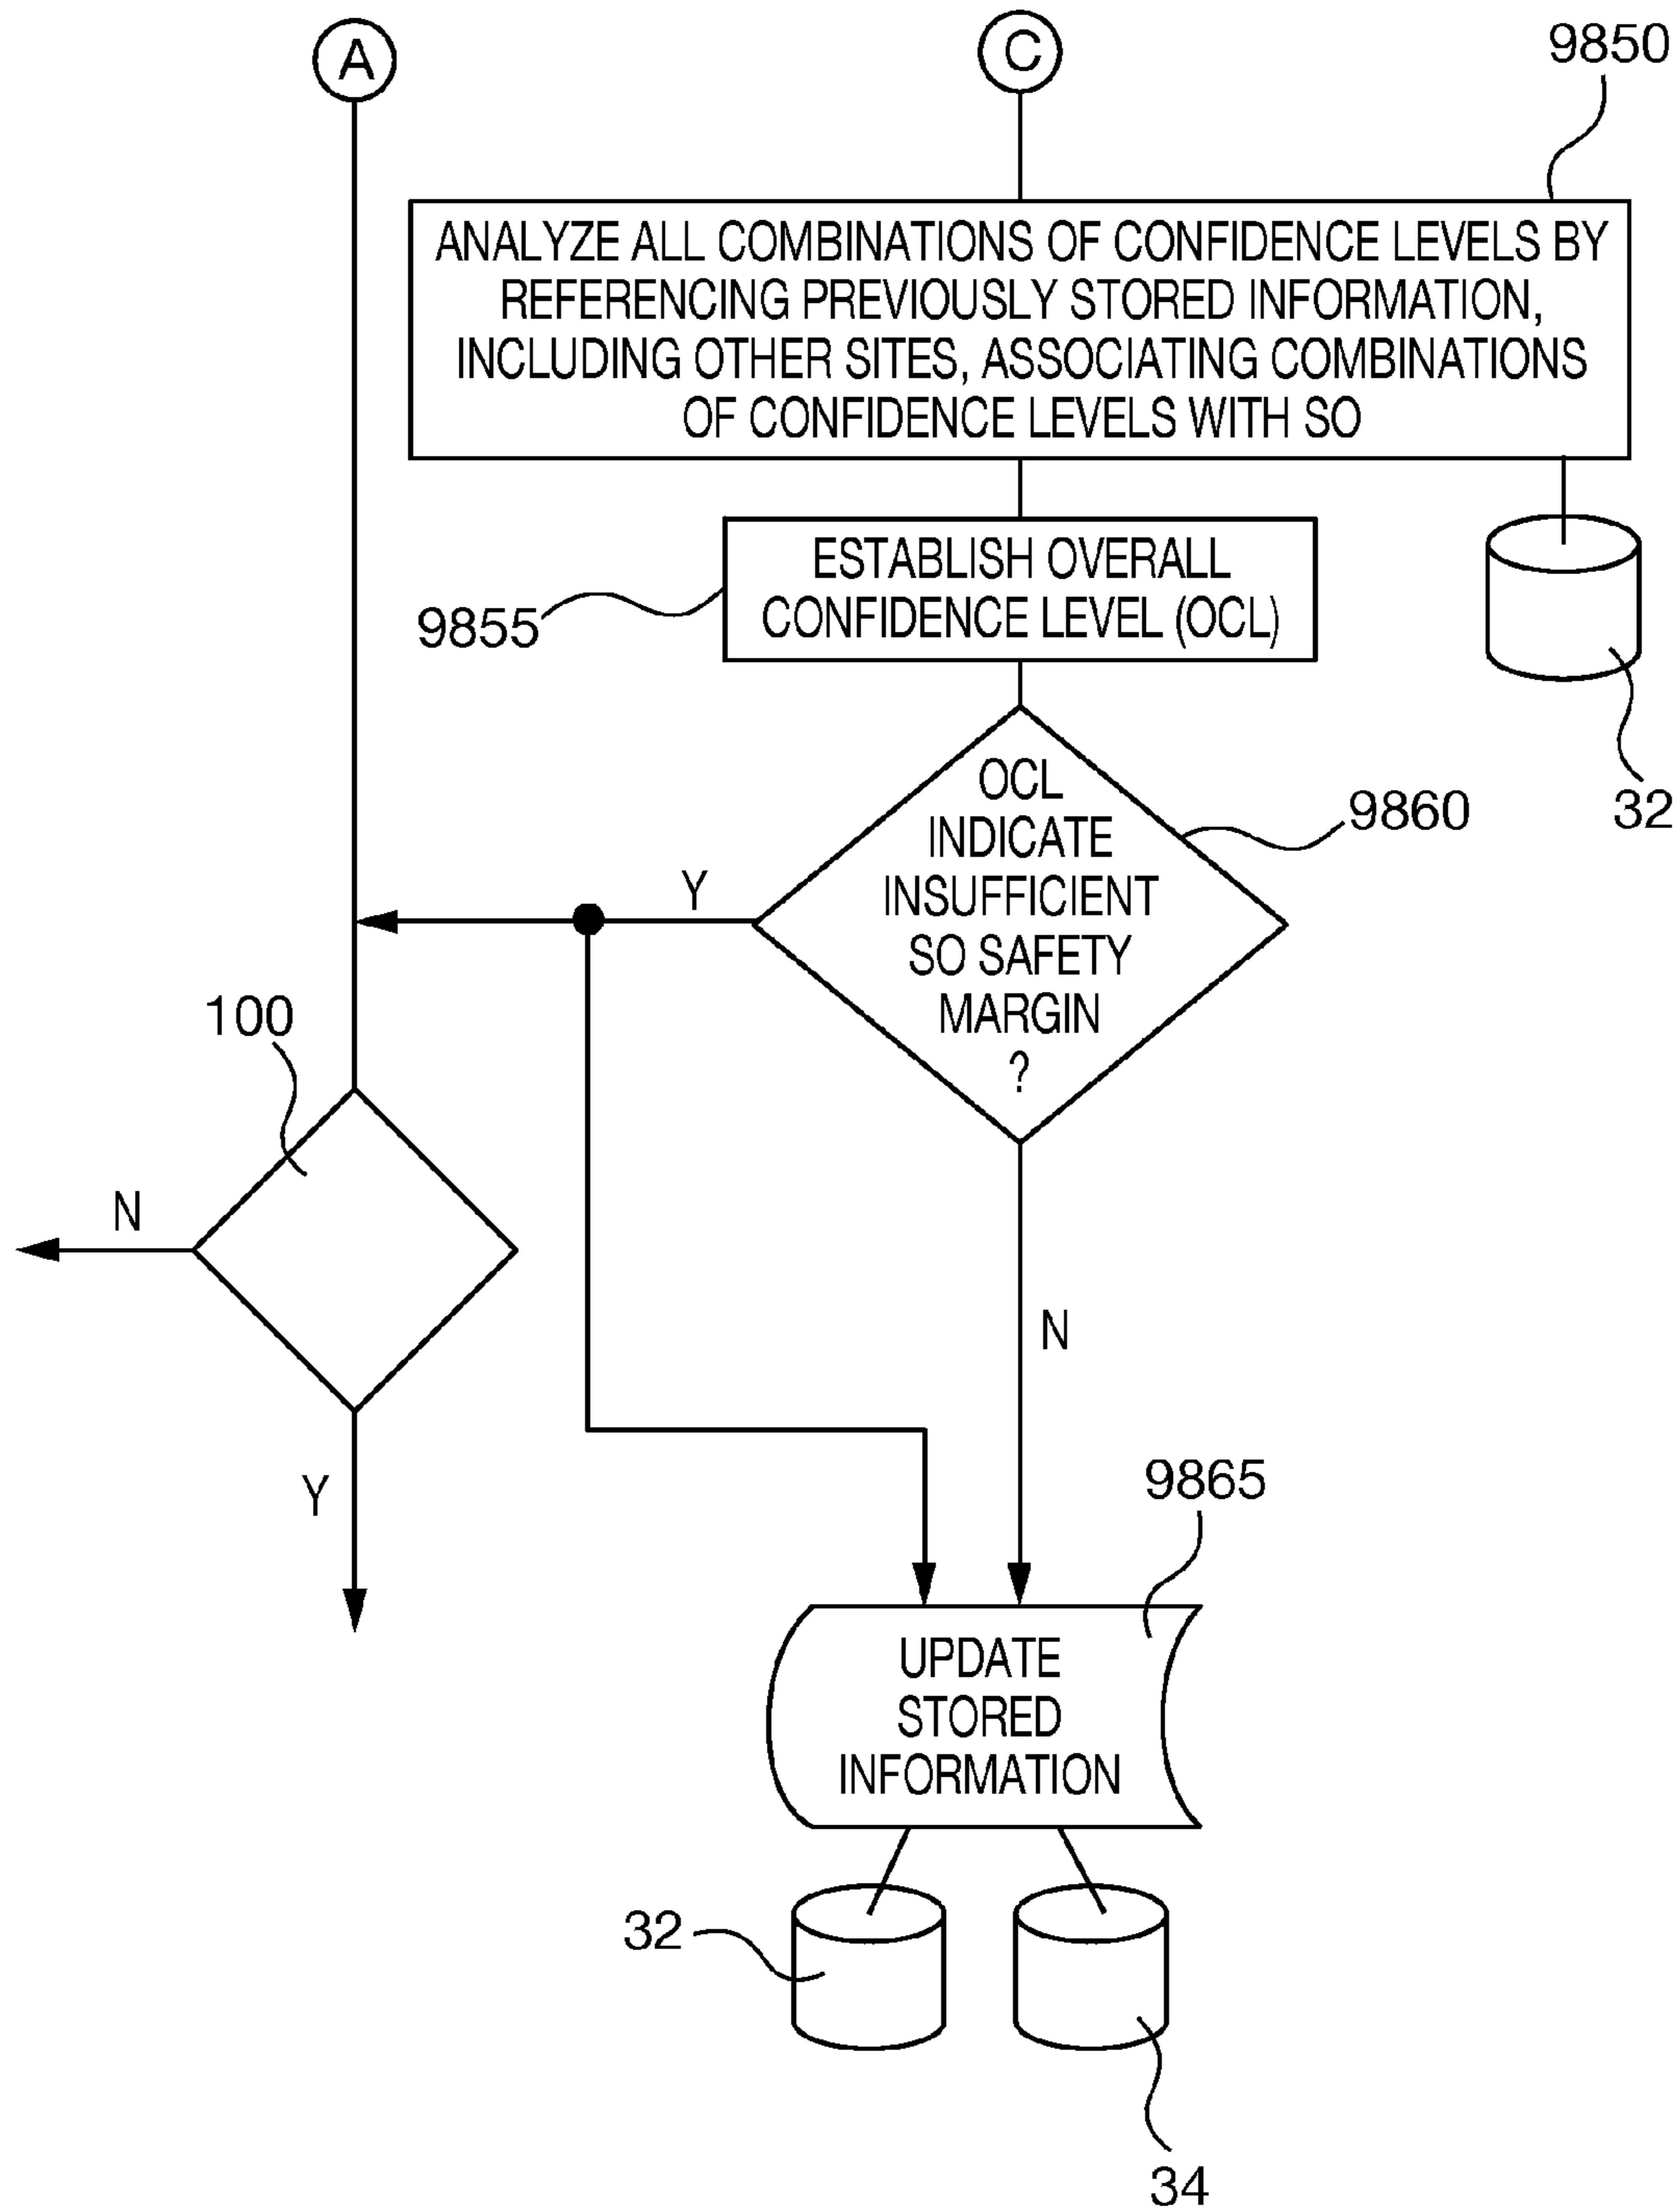 A
C
9850
ANALYZE ALL COMBINATIONS OF CONFIDENCE LEVELS BY
REFERENCING PREVIOUSLY STORED INFORMATION,
INCLUDING OTHER SITES, ASSOCIATING COMBINATIONS
OF CONFIDENCE LEVELS WITH SO
ESTABLISH OVERALL
CONFIDENCE LEVEL (OCL)
9855
32
OCL
INDICATE
INSUFFICIENT
SO SAFETY
MARGIN
?
9860
Y
100
N
Y
N
9865
UPDATE
STORED
INFORMATION
32
34